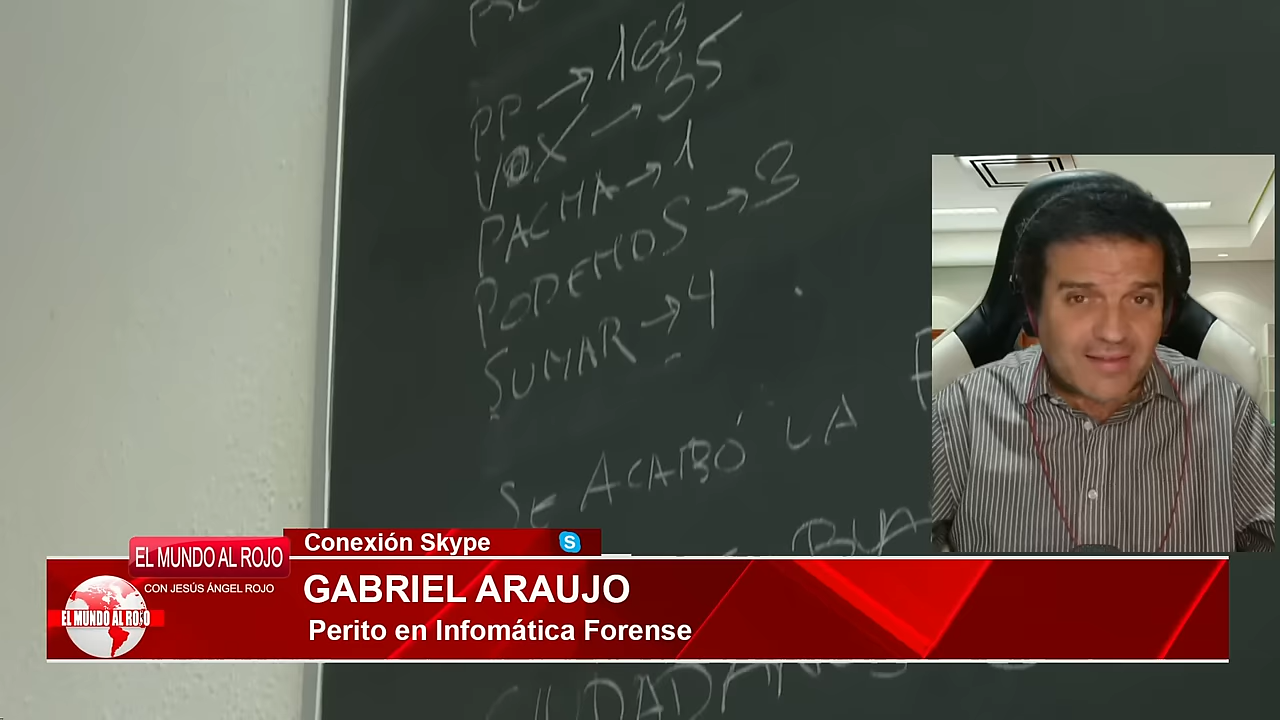 PP → 163
VOX → 35
PACMA → 1
PODEMOS → 3
SUMAR → 4
SE ACABÓ LA
Conexión Skype
EL MUNDO AL ROJO
CON JESÚS ÁNGEL ROJO
EL MUNDO AL ROJO
GABRIEL ARAUJO
Perito en Infomática Forense
CIUDADANOS